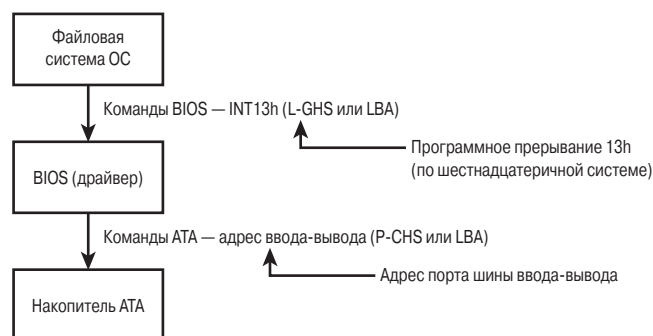 Файловая
система ОС
Команды BIOS — INT13h (L-GHS или LBA)
Программное прерывание 13h
(по шестнадцатеричной системе)
BIOS (драйвер)
Команды ATA — адрес ввода-вывода (P-CHS или LBA)
Адрес порта шины ввода-вывода
Накопитель ATA